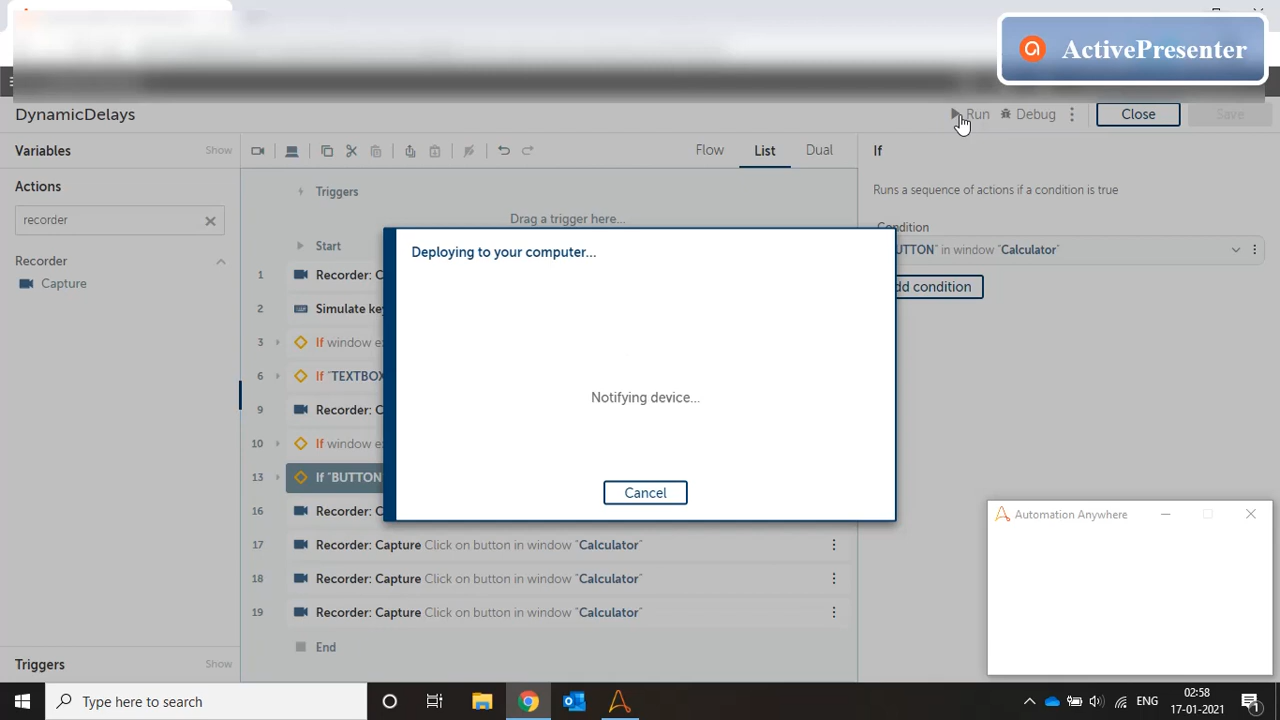 ActivePresenter
DynamicDelays
Run
Debug
Close
Save
Variables
Show
Flow
List
Dual
If
Actions
Triggers
Runs a sequence of actions if a condition is true
recorder
Drag a trigger here...
Condition
Start
BUTTON" in window "Calculator"
Deploying to your computer...
Recorder
Capture
1 Recorder: C
dd condition
2 Simulate key
3 If window e
6 If "TEXTBOX
Notifying device...
9 Recorder: C
10 If window e
13 If "BUTTON
Cancel
16 Recorder: C
Automation Anywhere
17 Recorder: Capture Click on button in window "Calculator"
18 Recorder: Capture Click on button in window "Calculator"
19 Recorder: Capture Click on button in window "Calculator"
End
Triggers
Show
Type here to search
ENG
02:58
17-01-2021
1